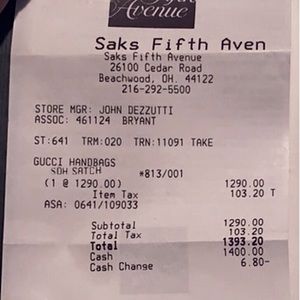 Fifth
Avenue
Saks Fifth Aven
Saks Fifth Avenue
26100 Cedar Road
Beachwood, OH. 44122
216-292-5500
STORE MGR: JOHN DEZZUTTI
ASSOC: 461124 BRYANT
ST:641 TRM:020 TRN:11091 TAKE
GUCCI HANDBAGS
SDH SATCH *813/001
(1 @ 1290.00) 1290.00
Item Tax 103.20 T
ASA: 0641/109033
Subtotal 1290.00
Total Tax 103.20
Total 1393.20
Cash 1400.00
Cash Change 6.80-